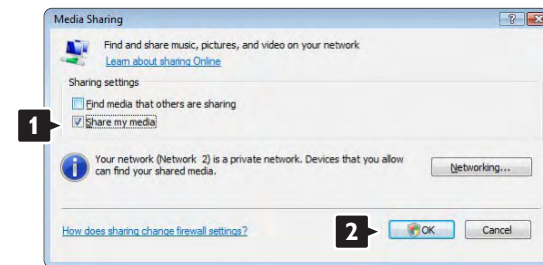 Media Sharing
Find and share music, pictures, and video on your network
Learn about sharing Online
Sharing settings
Find media that others are sharing
1
Share my media
Your network (Network 2) is a private network. Devices that you allow
can find your shared media.
Networking...
How does sharing change firewall settings?
2
OK
Cancel